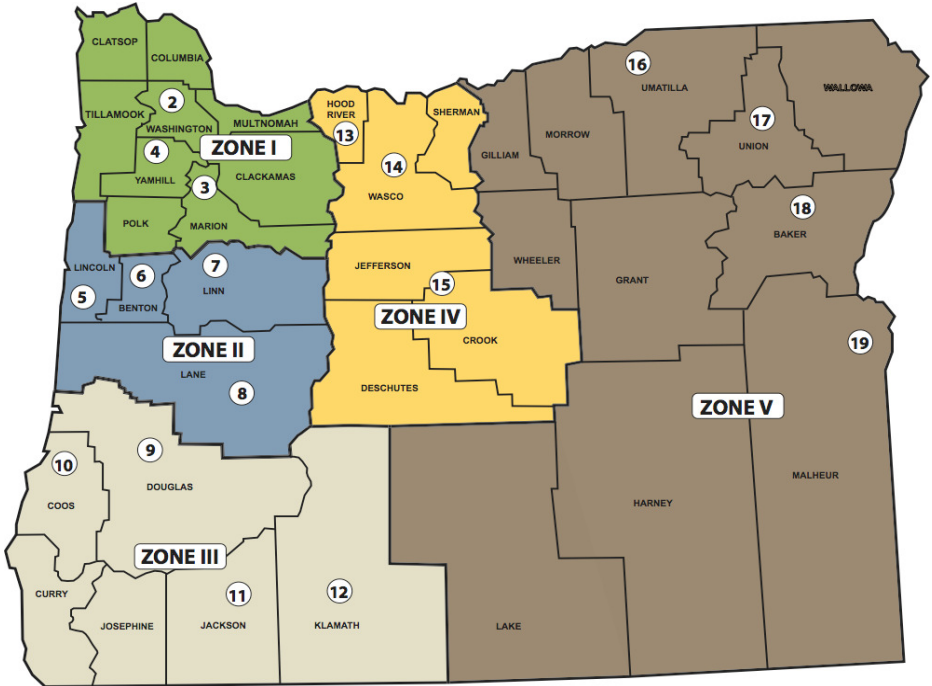 CLATSOP
COLUMBIA
TILLAMOOK
2
WASHINGTON
MULTNOMAH
4
ZONE I
YAMHILL
3
CLACKAMAS
POLK
MARION
HOOD
RIVER
13
SHERMAN
14
WASCO
JEFFERSON
15
ZONE IV
CROOK
DESCHUTES
16
UMATILLA
WALLOWA
MORROW
GILLIAM
17
UNION
18
BAKER
WHEELER
GRANT
19
ZONE V
MALHEUR
HARNEY
LAKE
LINCOLN
5
6
BENTON
7
LINN
ZONE II
LANE
8
9
DOUGLAS
10
COOS
ZONE III
CURRY
JOSEPHINE
11
JACKSON
12
KLAMATH